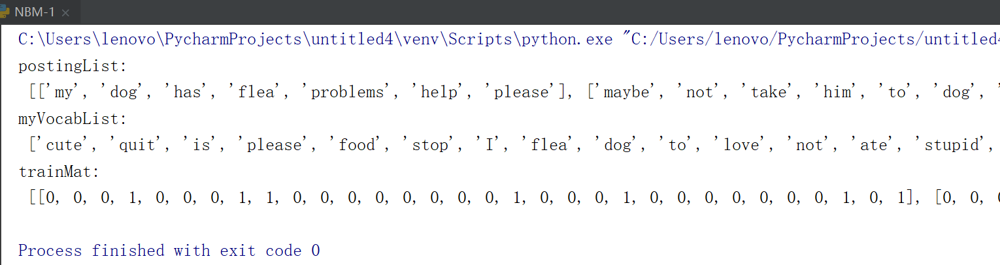 NBM-1
C:\Users\lenovo\PycharmProjects\untitled4\venv\Scripts\python.exe "C:/Users/lenovo/PycharmProjects/untitled4
postingList:
[['my', 'dog', 'has', 'flea', 'problems', 'help', 'please'], ['maybe', 'not', 'take', 'him', 'to', 'dog', '
myVocabList:
['cute', 'quit', 'is', 'please', 'food', 'stop', 'I', 'flea', 'dog', 'to', 'love', 'not', 'ate', 'stupid',
trainMat:
[[0, 0, 0, 1, 0, 0, 0, 1, 1, 0, 0, 0, 0, 0, 0, 0, 0, 1, 0, 0, 0, 1, 0, 0, 0, 0, 0, 0, 0, 1, 0, 1], [0, 0, 0
Process finished with exit code 0